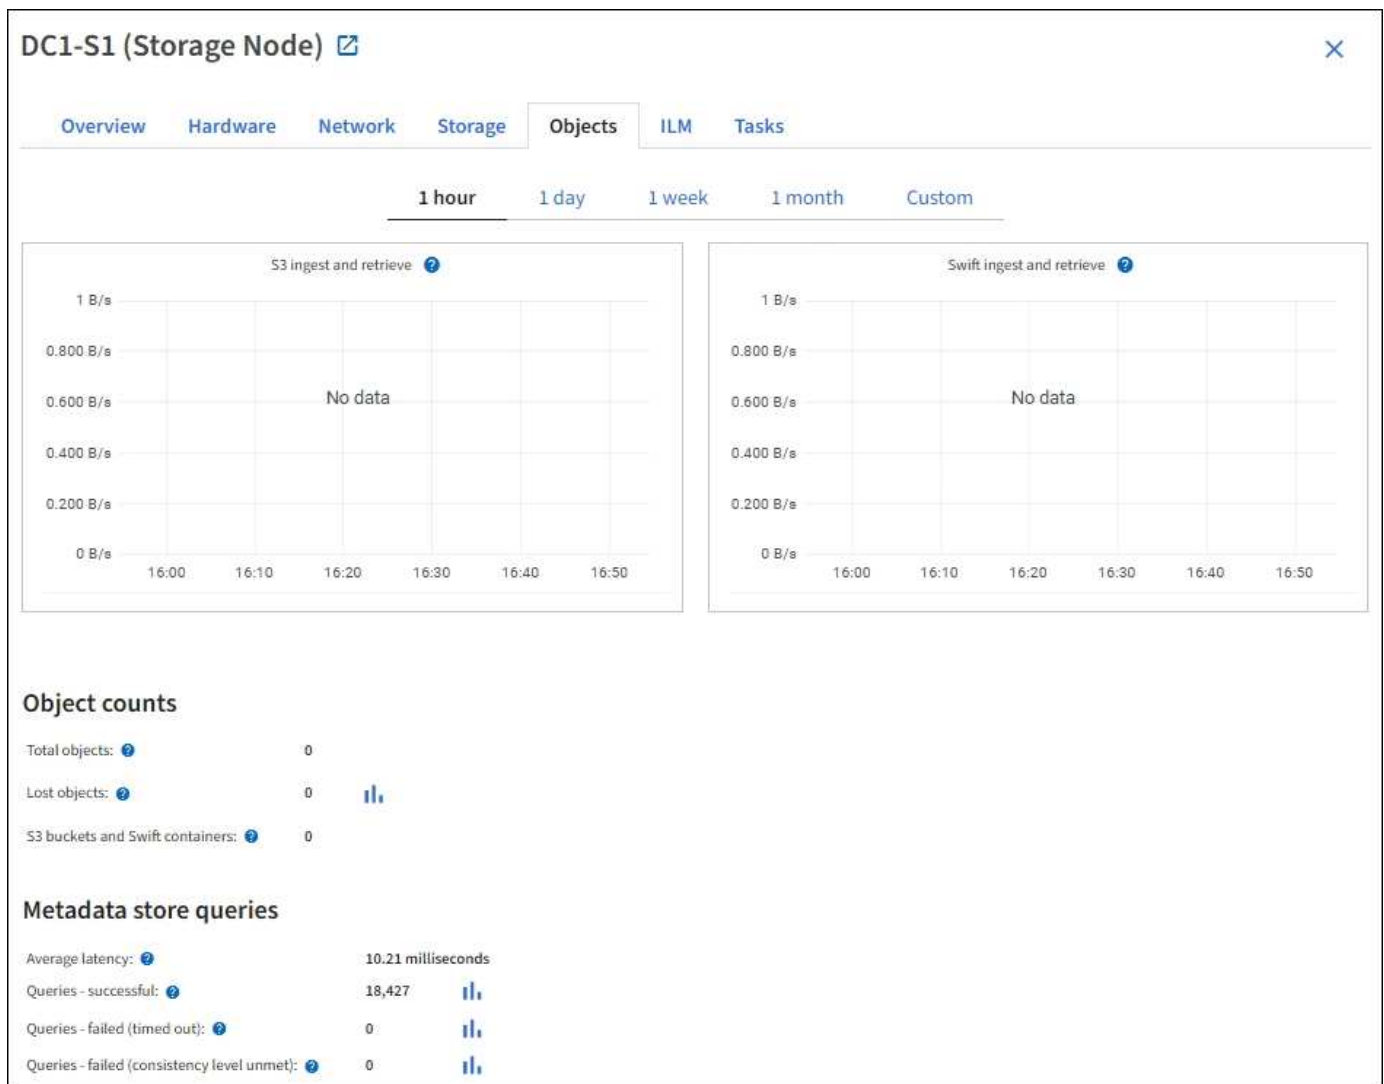 DC1-S1 (Storage Node)
Overview Hardware Network Storage Objects ILM Tasks
1 hour 1 day 1 week 1 month Custom
S3 ingest and retrieve
1 B/s
0.800 B/s
0.600 B/s
0.400 B/s
0.200 B/s
0 B/s
No data
16:00 16:10 16:20 16:30 16:40 16:50
Swift ingest and retrieve
1 B/s
0.800 B/s
0.600 B/s
0.400 B/s
0.200 B/s
0 B/s
No data
16:00 16:10 16:20 16:30 16:40 16:50
Object counts
Total objects: ? 0
Lost objects: ? 0
S3 buckets and Swift containers: ? 0
Metadata store queries
Average latency: ? 10.21 milliseconds
Queries - successful: ? 18,427
Queries - failed (timed out): ? 0
Queries - failed (consistency level unmet): ? 0